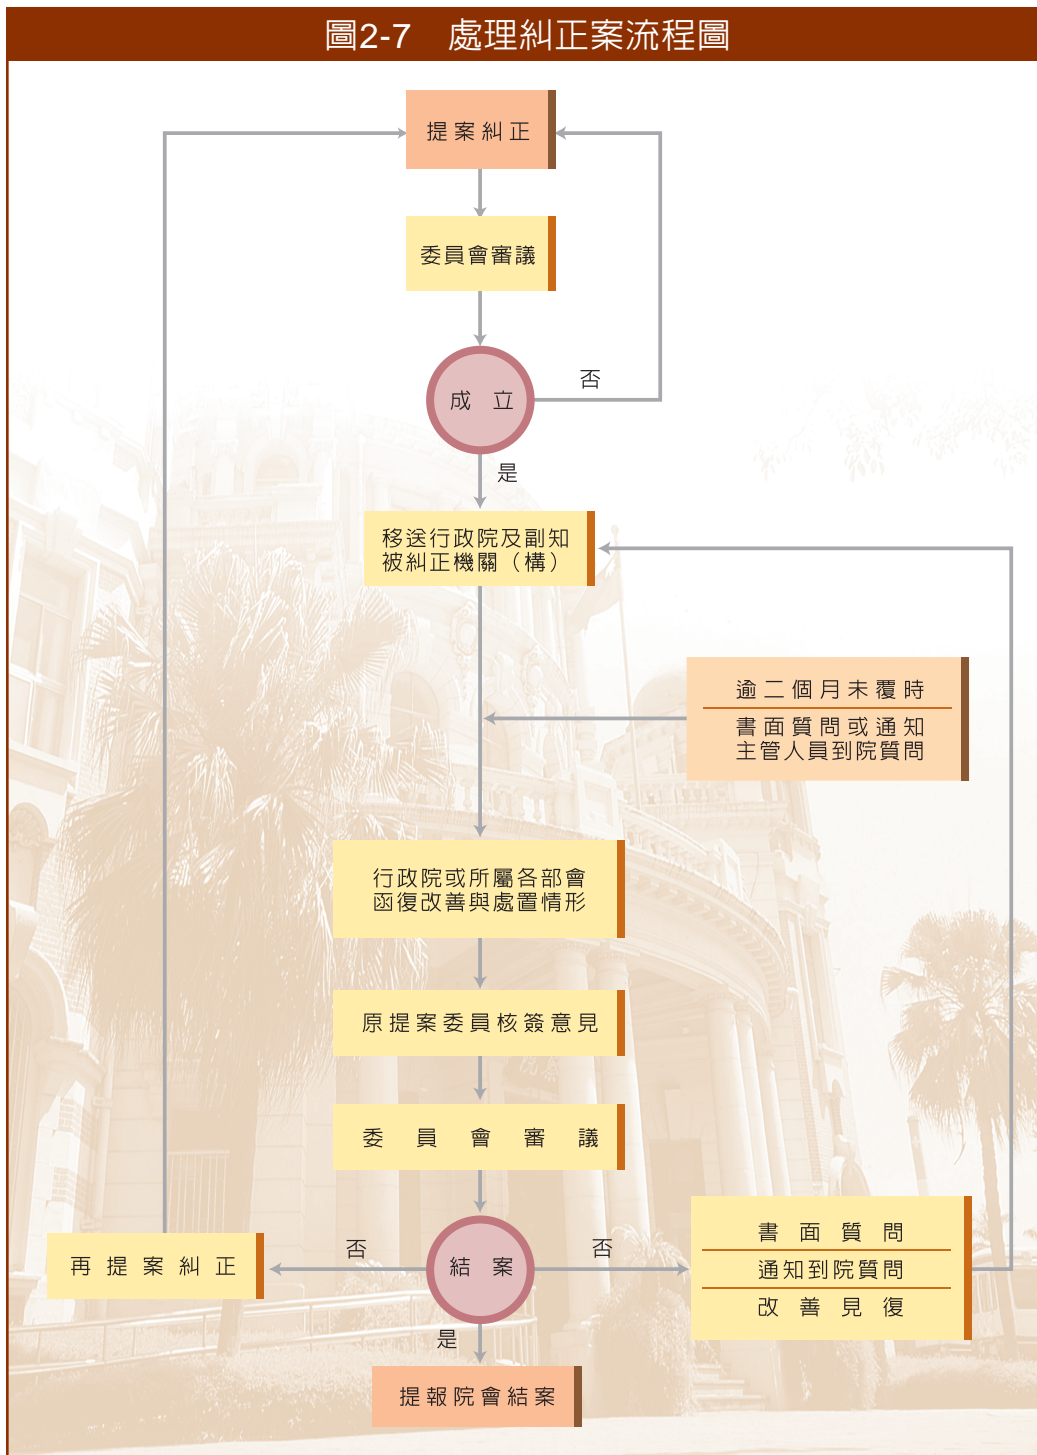 圖2-7　處理糾正案流程圖
提案糾正
委員會審議
成立
否
是
移送行政院及副知
被糾正機關（構）
逾二個月未覆時
書面質問或通知
主管人員到院質問
行政院或所屬各部會
函復改善與處置情形
原提案委員核簽意見
委員會審議
結案
否
再提案糾正
否
書面質問
通知到院質問
改善見復
是
提報院會結案